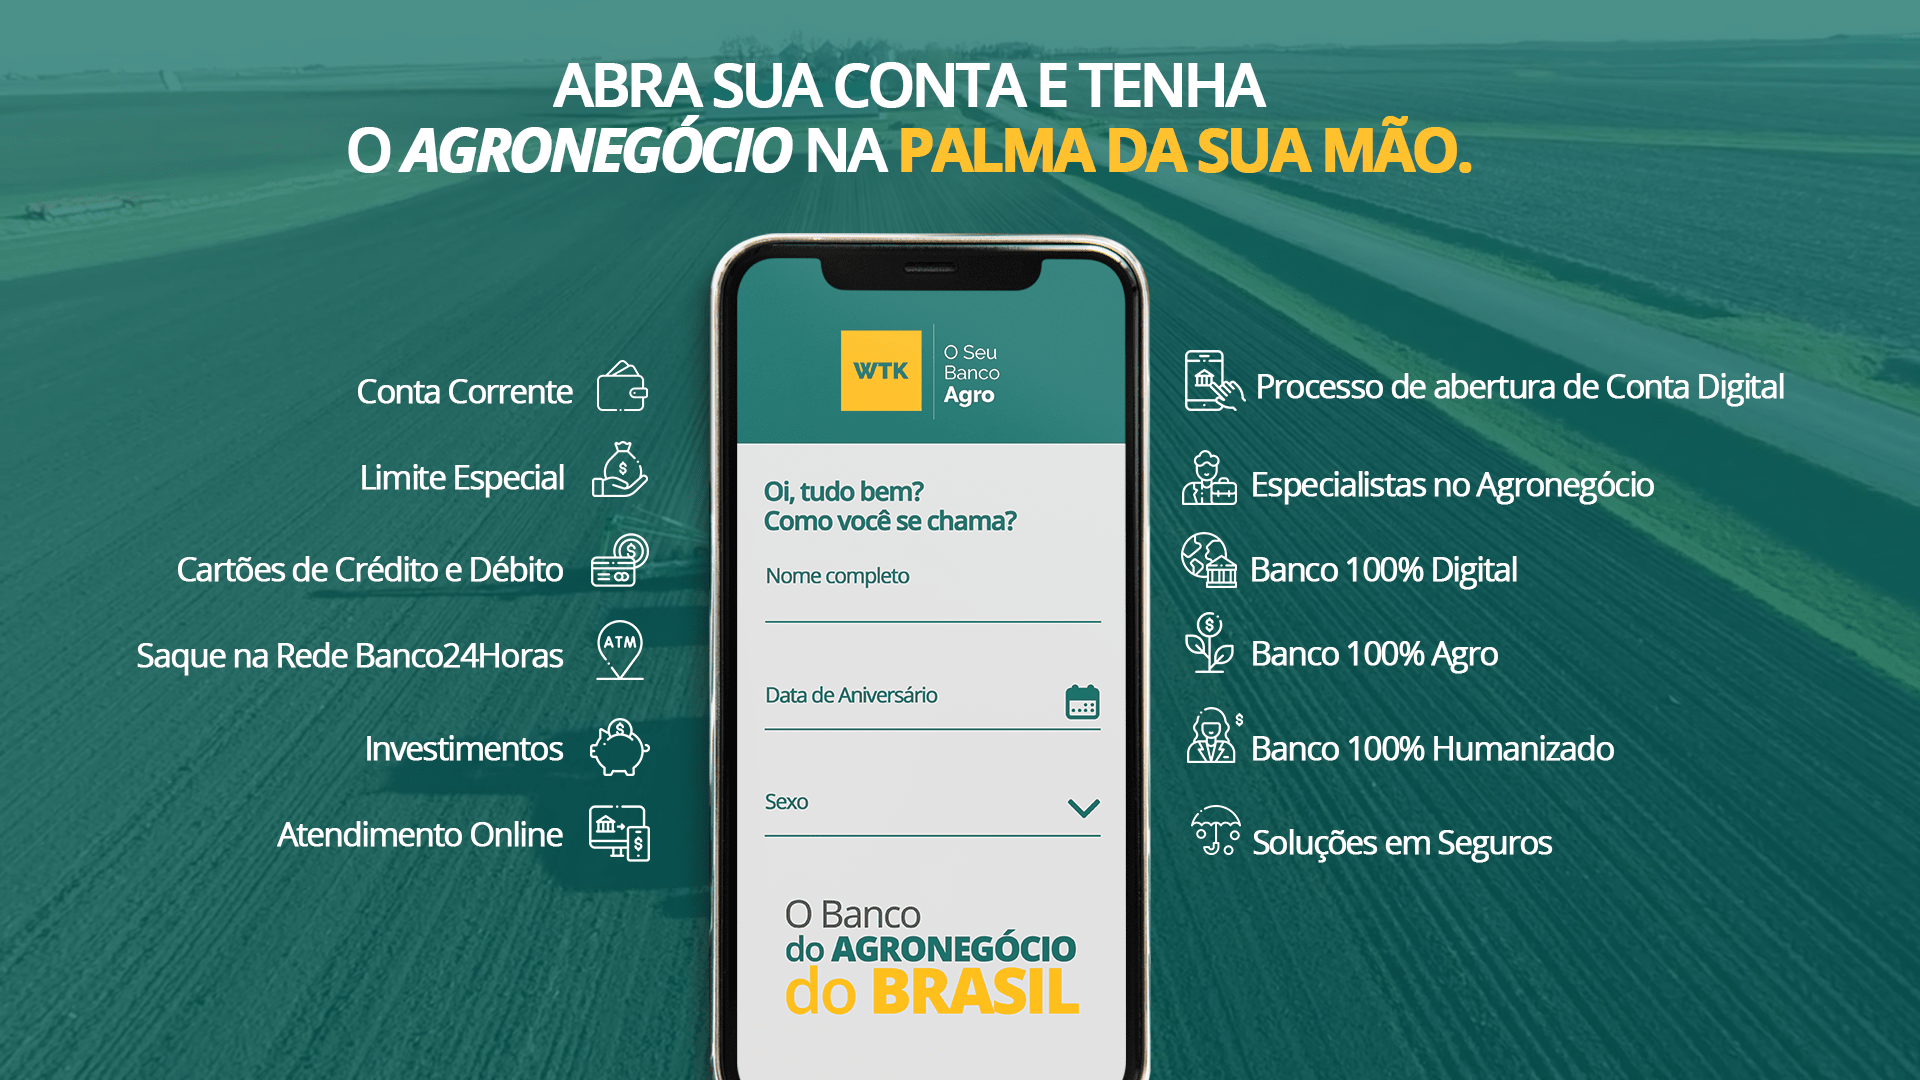 ABRA SUA CONTA E TENHA
O AGRONEGÓCIO NA PALMA DA SUA MÃO.
Conta Corrente
Limite Especial
Cartões de Crédito e Débito
Saque na Rede Banco24Horas
ATM
Investimentos
Atendimento Online
WTK
O Seu
Banco
Agro
Oi, tudo bem?
Como você se chama?
Nome completo
Data de Aniversário
Sexo
O Banco
do AGRONEGÓCIO
do BRASIL
Processo de abertura de Conta Digital
Especialistas no Agronegócio
Banco 100% Digital
Banco 100% Agro
Banco 100% Humanizado
Soluções em Seguros